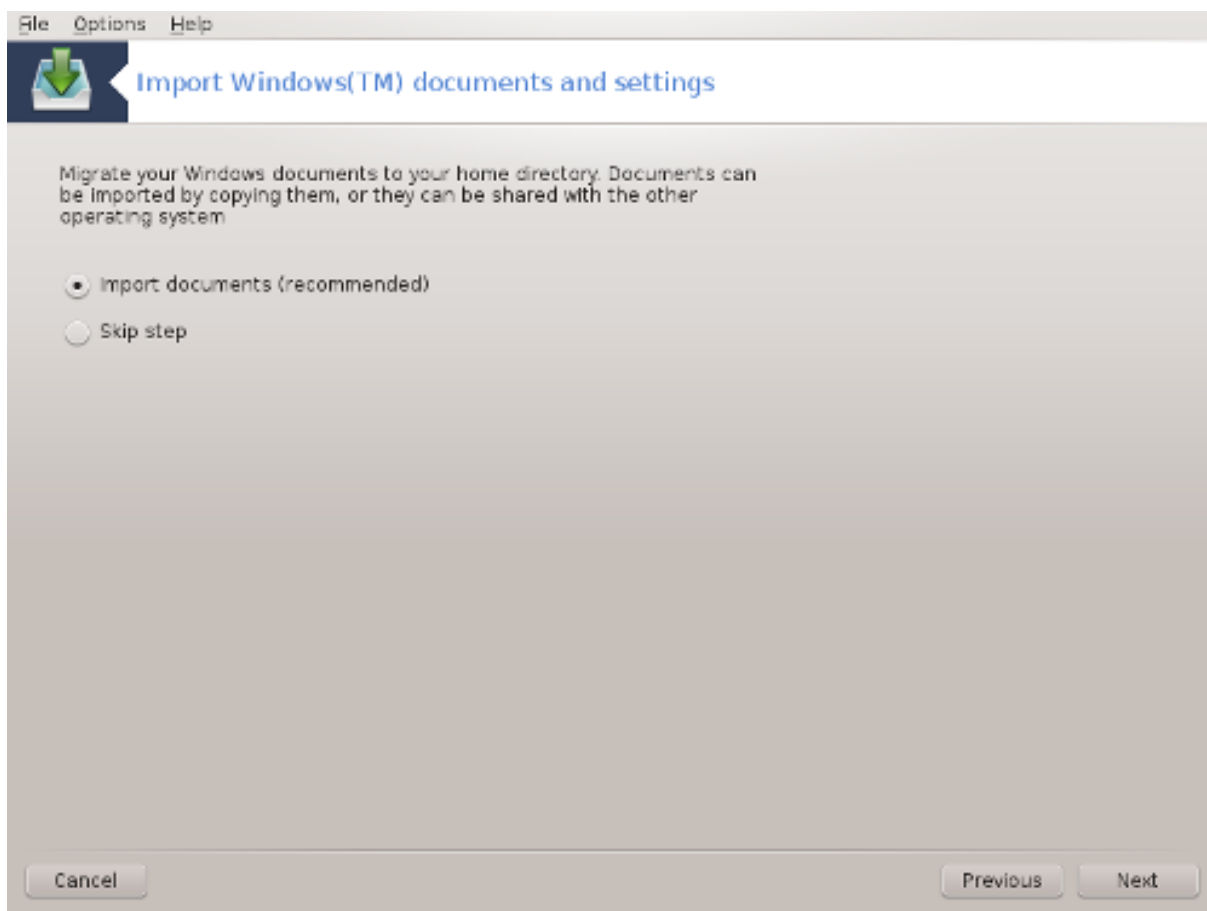 File Options Help
Import Windows(TM) documents and settings
Migrate your Windows documents to your home directory. Documents can
be imported by copying them, or they can be shared with the other
operating system
Import documents (recommended)
Skip step
Cancel Previous Next